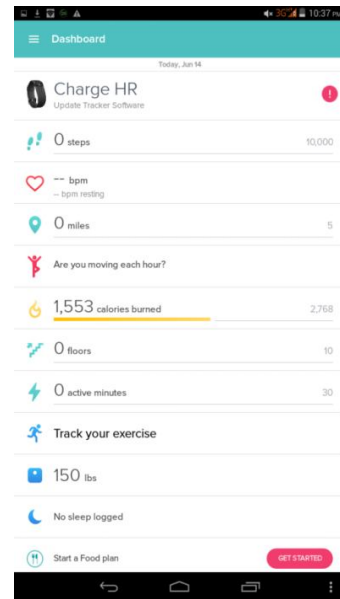 3G 10:37 PM
Dashboard
Today, Jun 14
Charge HR
Update Tracker Software
0 steps 10,000
-- bpm
-- bpm resting
0 miles 5
Are you moving each hour?
1,553 calories burned 2,768
0 floors 10
0 active minutes 30
Track your exercise
150 lbs
No sleep logged
Start a Food plan GET STARTED